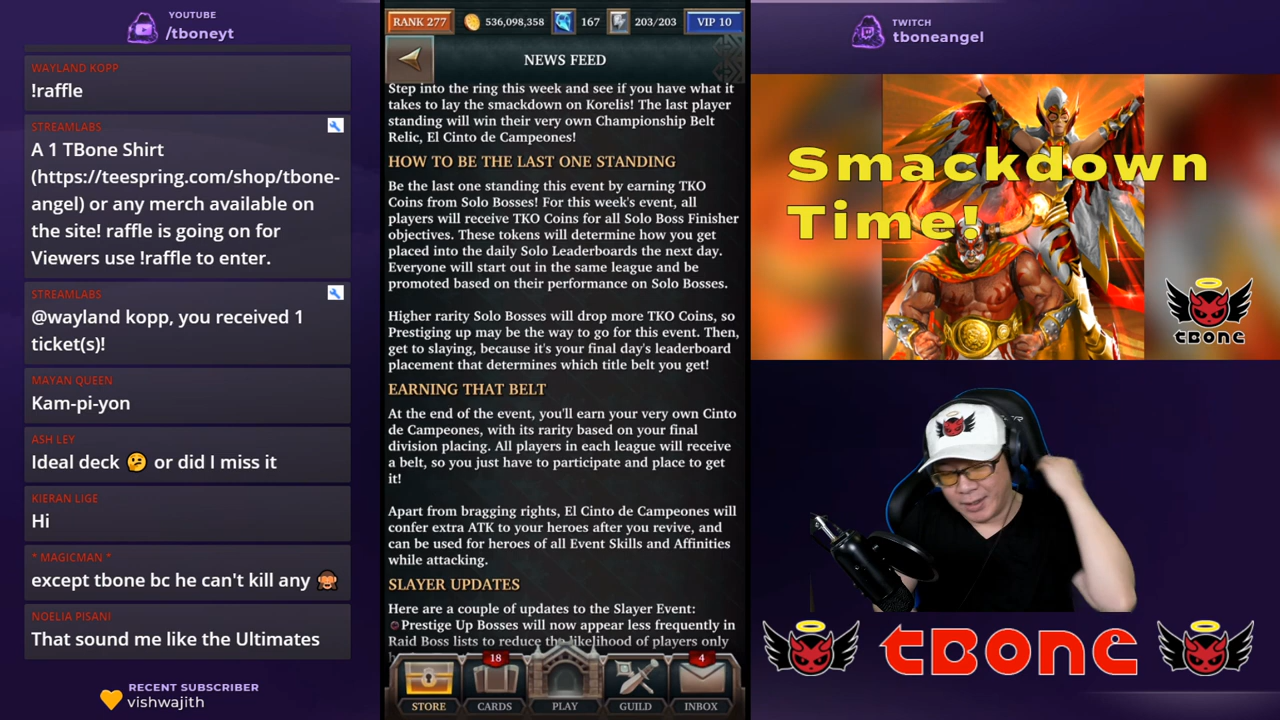 YOUTUBE
/tboneyt
WAYLAND KOPP
!raffle
STREAMLABS
A 1 TBone Shirt
(https://teespring.com/shop/tbone-
angel) or any merch available on
the site! raffle is going on for
Viewers use !raffle to enter.
STREAMLABS
@wayland kopp, you received 1
ticket(s)!
MAYAN QUEEN
Kam-pi-yon
ASH LEY
Ideal deck 🤔 or did I miss it
KIERAN LIGE
Hi
* MAGICMAN *
except tbone bc he can't kill any 🙊
NOELIA PISANI
That sound me like the Ultimates
RECENT SUBSCRIBER
vishwajith
RANK 277
536,098,358
167
203/203
VIP 10
NEWS FEED
Step into the ring this week and see if you have what it
takes to lay the smackdown on Korelis! The last player
standing will win their very own Championship Belt
Relic, El Cinto de Campeones!
HOW TO BE THE LAST ONE STANDING
Be the last one standing this event by earning TKO
Coins from Solo Bosses! For this week's event, all
players will receive TKO Coins for all Solo Boss Finisher
objectives. These tokens will determine how you get
placed into the daily Solo Leaderboards the next day.
Everyone will start out in the same league and be
promoted based on their performance on Solo Bosses.
Higher rarity Solo Bosses will drop more TKO Coins, so
Prestiging up may be the way to go for this event. Then,
get to slaying, because it's your final day's leaderboard
placement that determines which title belt you get!
EARNING THAT BELT
At the end of the event, you'll earn your very own Cinto
de Campeones, with its rarity based on your final
division placing. All players in each league will receive
a belt, so you just have to participate and place to get
it!
Apart from bragging rights, El Cinto de Campeones will
confer extra ATK to your heroes after you revive, and
can be used for heroes of all Event Skills and Affinities
while attacking.
SLAYER UPDATES
Here are a couple of updates to the Slayer Event:
Prestige Up Bosses will now appear less frequently in
Raid Boss lists to reduce the likelihood of players only
18
4
STORE
CARDS
PLAY
GUILD
INBOX
TWITCH
tboneangel
Smackdown
Time!
tBONe
tBONe